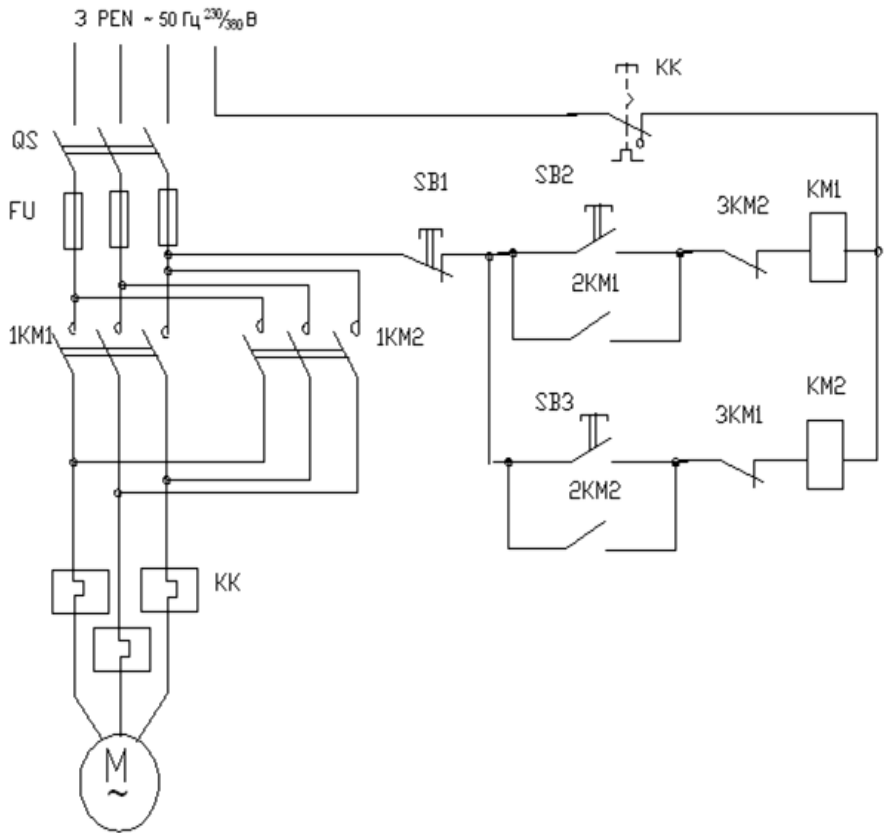 3 PEN ~ 50 Гц 230/380 В
KK
QS
SB1
SB2
FU
3KM2
KM1
2KM1
1KM1
1KM2
SB3
3KM1
KM2
2KM2
KK
M
~